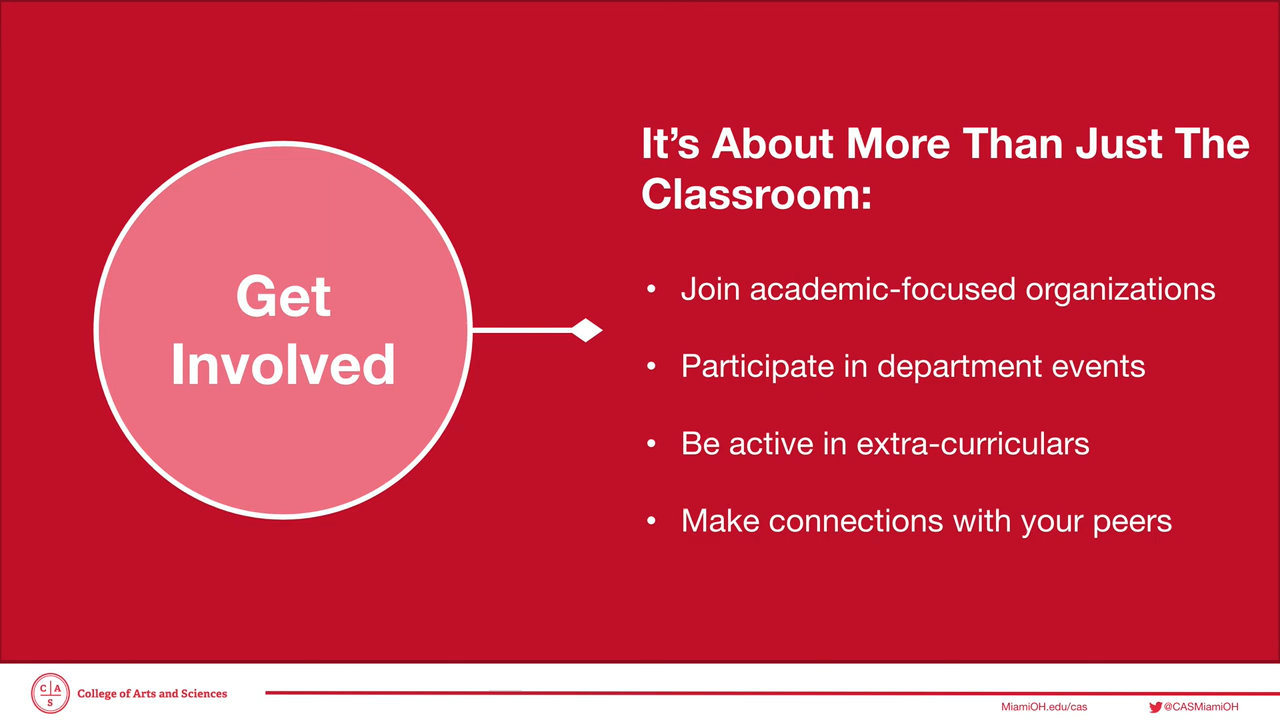 Get
Involved
It’s About More Than Just The
Classroom:
• Join academic-focused organizations
• Participate in department events
• Be active in extra-curriculars
• Make connections with your peers
C A
S
College of Arts and Sciences
MiamiOH.edu/cas
@CASMiamiOH